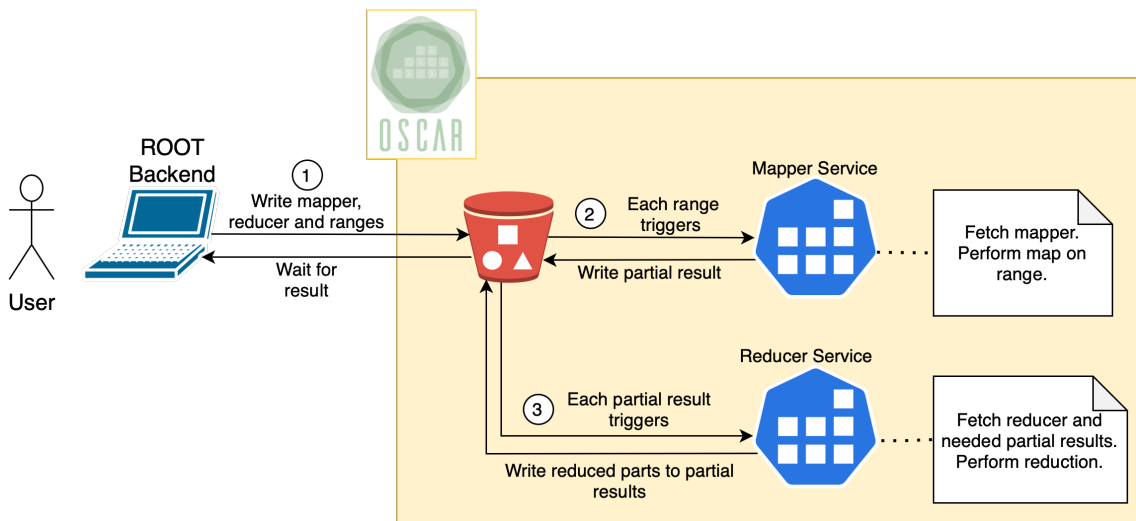 OSCAR
ROOT
Backend
User
1
Write mapper,
reducer and ranges
Wait for
result
2
Each range
triggers
Write partial result
Mapper Service
Fetch mapper.
Perform map on
range.
3
Each partial result
triggers
Write reduced parts to partial
results
Reducer Service
Fetch reducer and
needed partial results.
Perform reduction.